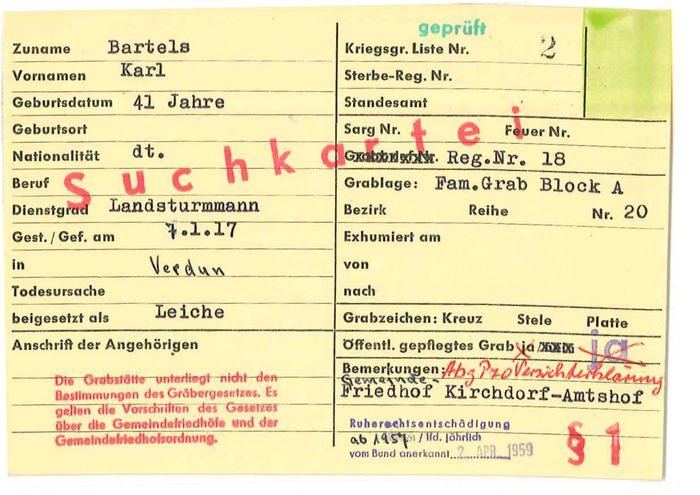 geprüft
Zuname Bartels
Vornamen Karl
Geburtsdatum 41 Jahre
Geburtsort
Nationalität dt.
Beruf
Dienstgrad Landsturmmann
Gest./Gef. am 7.1.17
in Verdun
Todesursache
beigesetzt als Leiche
Anschrift der Angehörigen
Die Grabstätte unterliegt nicht den
Bestimmungen des Gräbergesetzes. Es
gelten die Vorschriften des Gesetzes
über die Gemeindefriedhöfe und der
Gemeindefriedhofsordnung.
Suchkartei
Kriegsgr. Liste Nr. 2
Sterbe-Reg. Nr.
Standesamt
Sarg Nr. Feuer Nr.
Reg.Nr. 18
Grablage: Fam.Grab Block A
Bezirk Reihe Nr. 20
Exhumiert am
von
nach
Grabzeichen: Kreuz Stele Platte
Öffentl. gepflegtes Grab ja ja
Bemerkungen: Verzichterklärung
Gemeinde-
Friedhof Kirchdorf-Amtshof
Ruherechtsentschädigung
ab 1957 / lfd. jährlich
vom Bund anerkannt 2. APR. 1959
§ 1